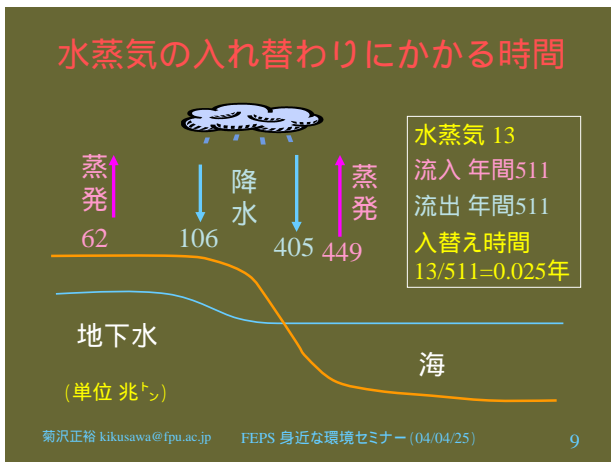 水蒸気の入れ替わりにかかる時間
水蒸気 13
流入 年間511
流出 年間511
入替え時間
13/511=0.025年
蒸発
降水
蒸発
62
106
405
449
地下水
海
(単位 兆㌧)
菊沢正裕 kikusawa@fpu.ac.jp
FEPS 身近な環境セミナー(04/04/25)
9